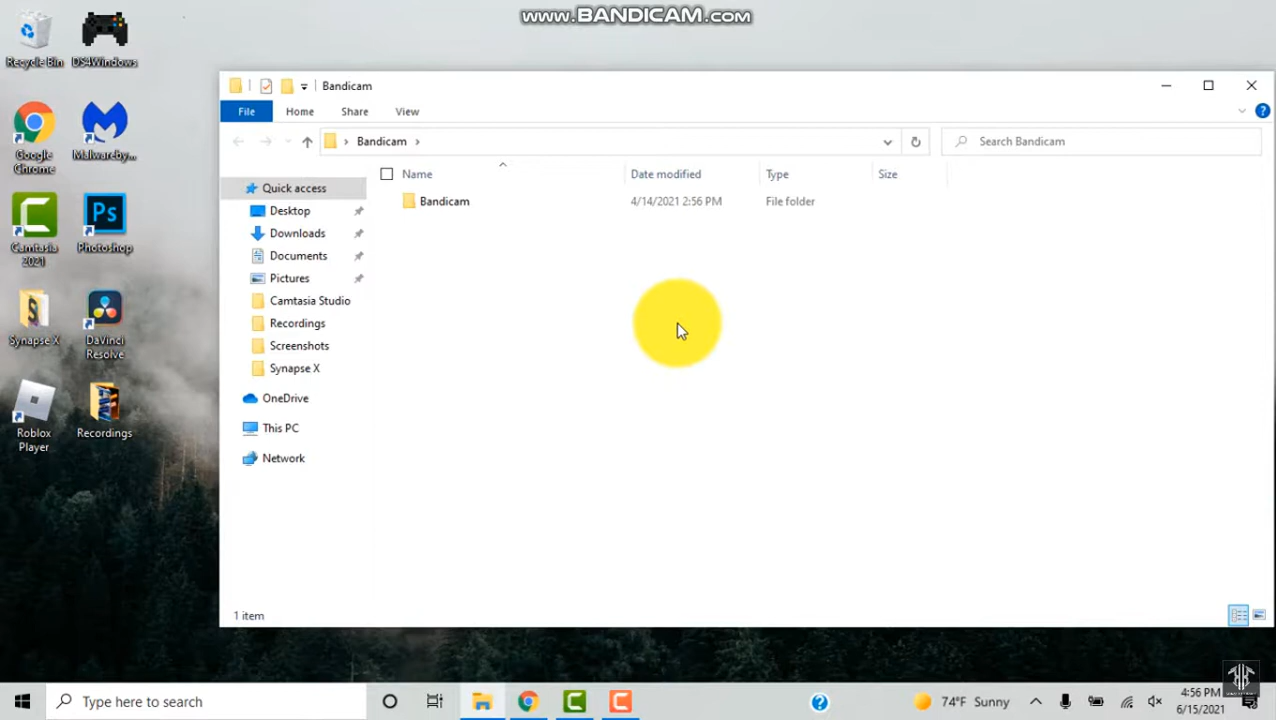 www.BANDICAM.com
Recycle Bin
DS4Windows
Google Chrome
Malwareby...
Camtasia 2021
Photoshop
Synapse X
DaVinci Resolve
Roblox Player
Recordings
Bandicam
File Home Share View
Bandicam
Search Bandicam
Name Date modified Type Size
Bandicam 4/14/2021 2:56 PM File folder
Quick access
Desktop
Downloads
Documents
Pictures
Camtasia Studio
Recordings
Screenshots
Synapse X
OneDrive
This PC
Network
1 item
Type here to search
74°F Sunny
4:56 PM
6/15/2021